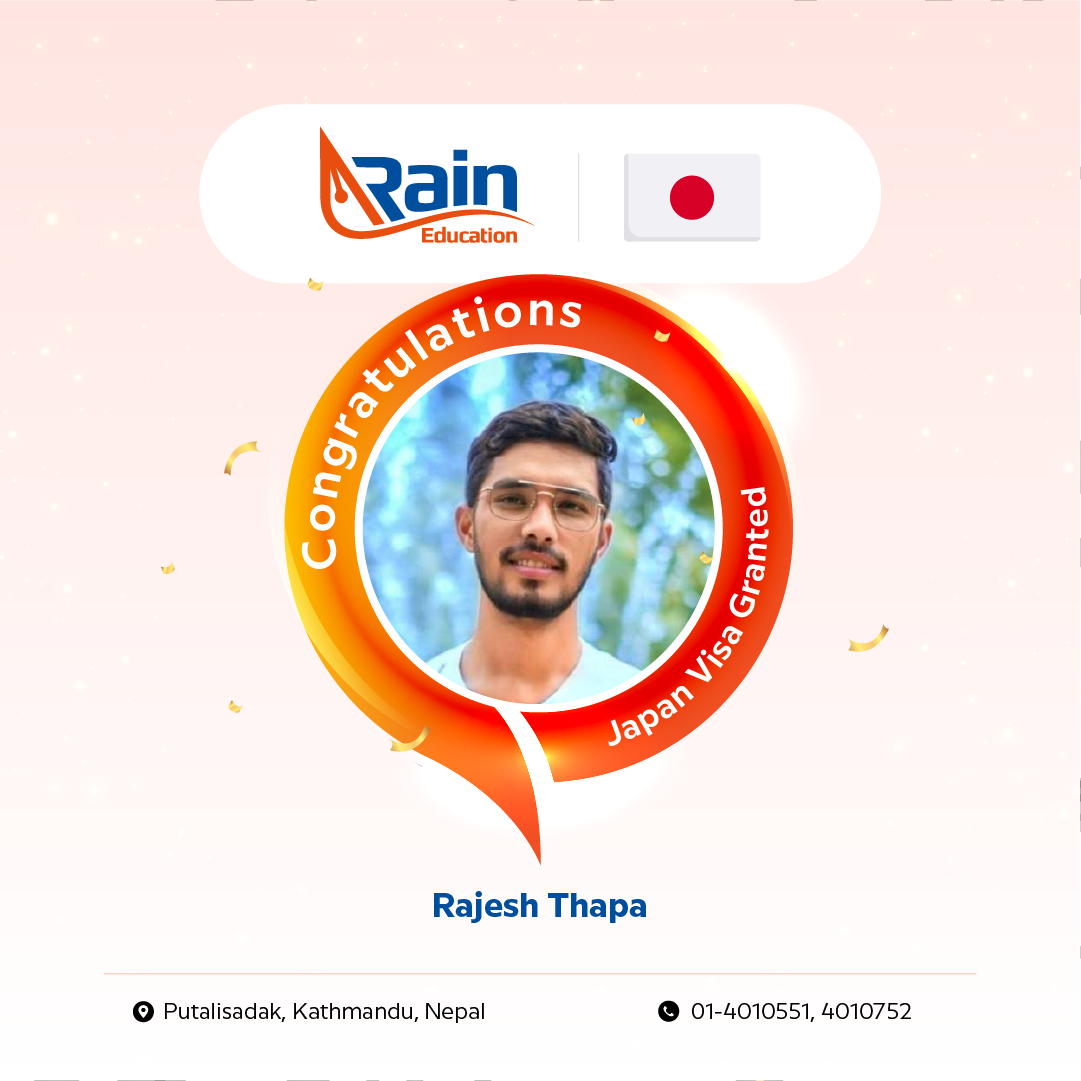 Rain
Education
Congratulations
Japan Visa Granted
Rajesh Thapa
Putalisadak, Kathmandu, Nepal
01-4010551, 4010752